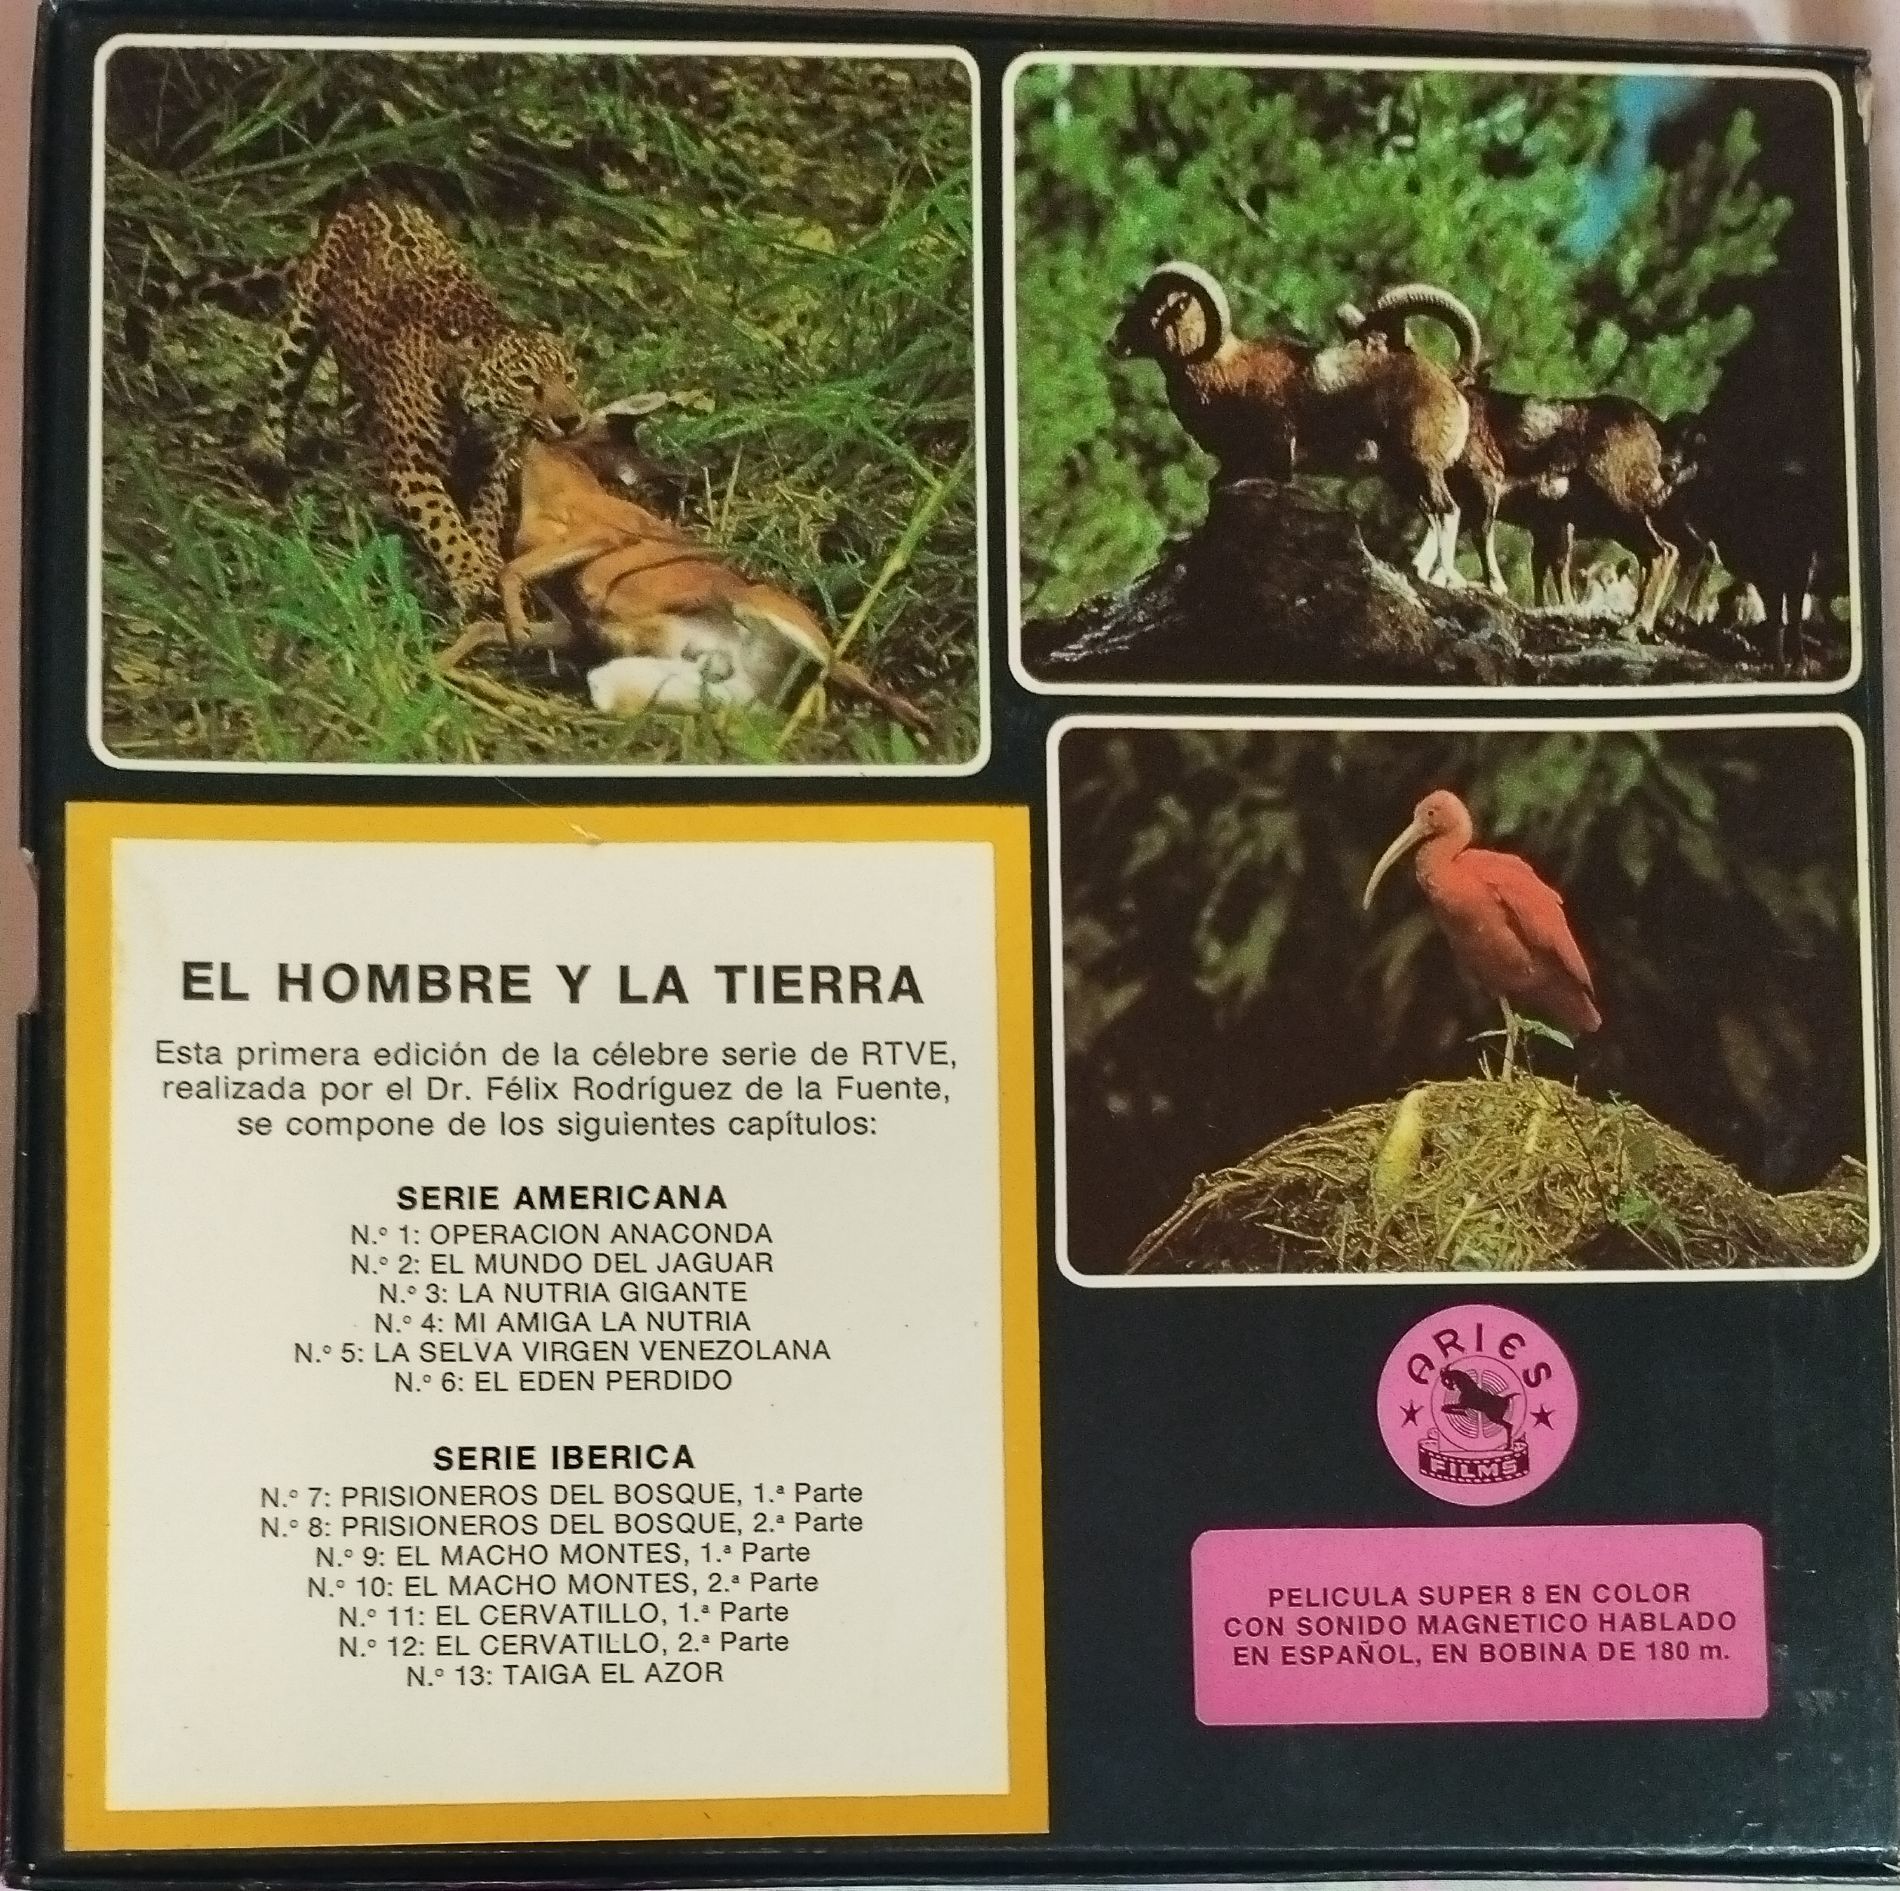 EL HOMBRE Y LA TIERRA
Esta primera edición de la célebre serie de RTVE,
realizada por el Dr. Félix Rodríguez de la Fuente,
se compone de los siguientes capítulos:
SERIE AMERICANA
N.º 1: OPERACION ANACONDA
N.º 2: EL MUNDO DEL JAGUAR
N.º 3: LA NUTRIA GIGANTE
N.º 4: MI AMIGA LA NUTRIA
N.º 5: LA SELVA VIRGEN VENEZOLANA
N.º 6: EL EDEN PERDIDO
SERIE IBERICA
N.º 7: PRISIONEROS DEL BOSQUE, 1.ª Parte
N.º 8: PRISIONEROS DEL BOSQUE, 2.ª Parte
N.º 9: EL MACHO MONTES, 1.ª Parte
N.º 10: EL MACHO MONTES, 2.ª Parte
N.º 11: EL CERVATILLO, 1.ª Parte
N.º 12: EL CERVATILLO, 2.ª Parte
N.º 13: TAIGA EL AZOR
ARIES
FILMS
PELICULA SUPER 8 EN COLOR
CON SONIDO MAGNETICO HABLADO
EN ESPAÑOL, EN BOBINA DE 180 m.